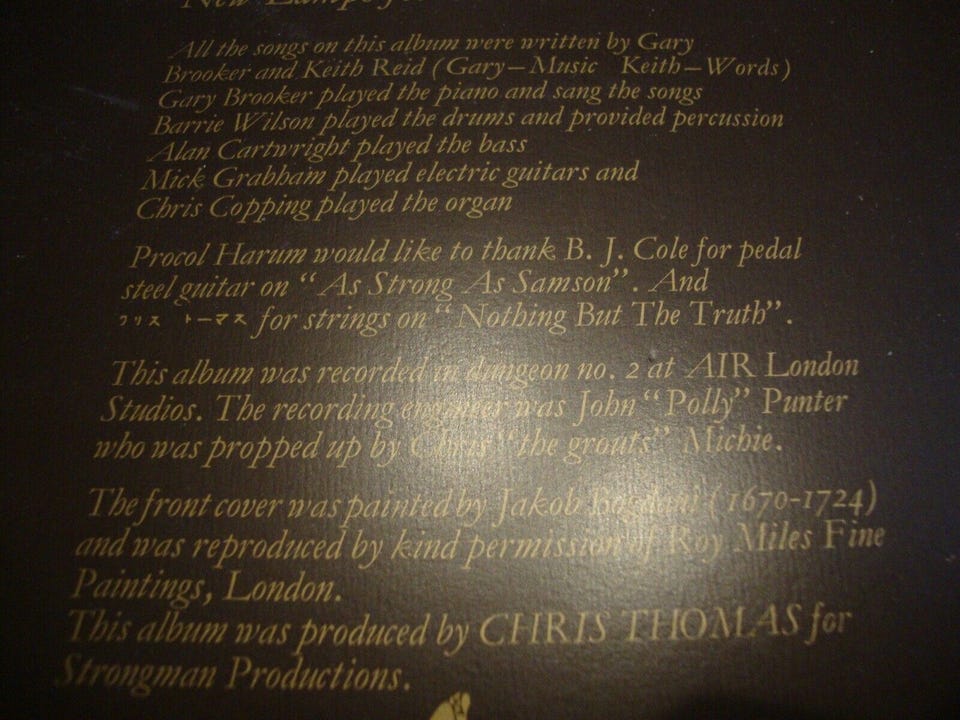 All the songs on this album were written by Gary
Brooker and Keith Reid (Gary—Music Keith—Words)
Gary Brooker played the piano and sang the songs
Barrie Wilson played the drums and provided percussion
Alan Cartwright played the bass
Mick Grabham played electric guitars and
Chris Copping played the organ
Procol Harum would like to thank B. J. Cole for pedal
steel guitar on "As Strong As Samson". And
クリス トーマス for strings on "Nothing But The Truth".
This album was recorded in dungeon no. 2 at AIR London
Studios. The recording engineer was John "Polly" Punter
who was propped up by Chris "the grouts" Michie.
The front cover was painted by Jakob Bogdani (1670-1724)
and was reproduced by kind permission of Roy Miles Fine
Paintings, London.
This album was produced by CHRIS THOMAS for
Strongman Productions.